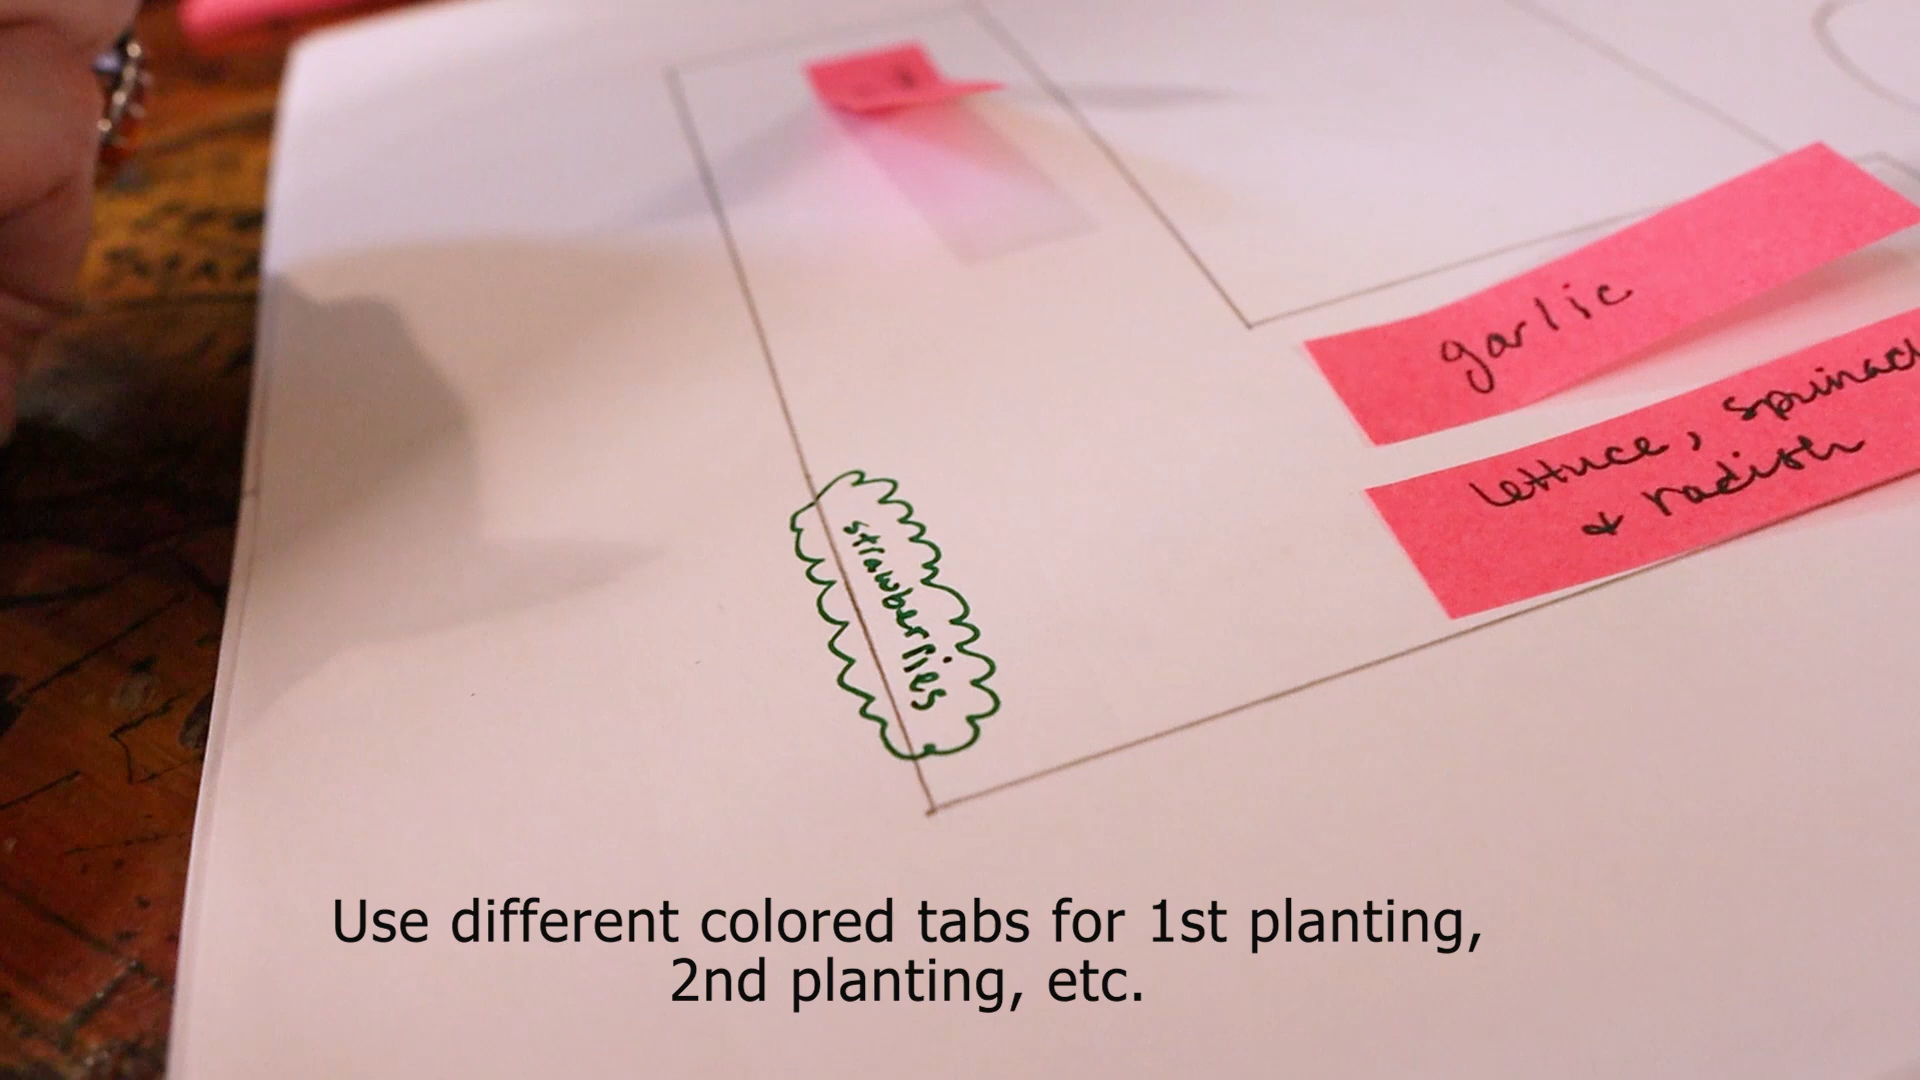 garlic
lettuce, spinach
& radish
strawberries
Use different colored tabs for 1st planting,
2nd planting, etc.